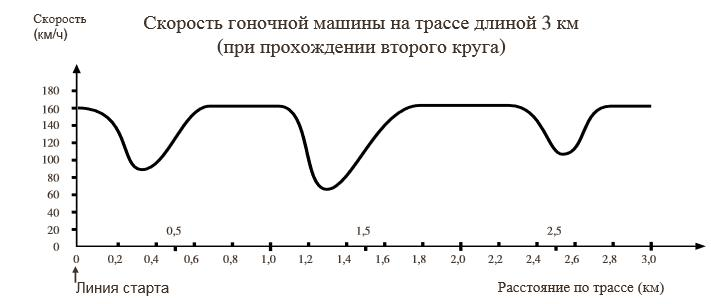 Скорость
(км/ч)
Скорость гоночной машины на трассе длиной 3 км
(при прохождении второго круга)
180
160
140
120
100
80
60
40
20
0
0,5 1,5 2,5
0 0,2 0,4 0,6 0,8 1,0 1,2 1,4 1,6 1,8 2,0 2,2 2,4 2,6 2,8 3,0
Линия старта
Расстояние по трассе (км)